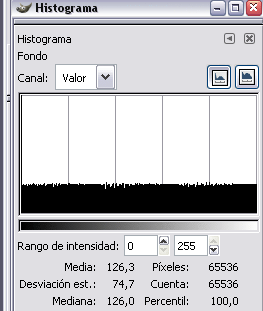 Histograma
Histograma
Fondo
Canal: Valor
Rango de intensidad: 0 255
Media: 126,3 Píxeles: 65536
Desviación est.: 74,7 Cuenta: 65536
Mediana: 126,0 Percentil: 100,0